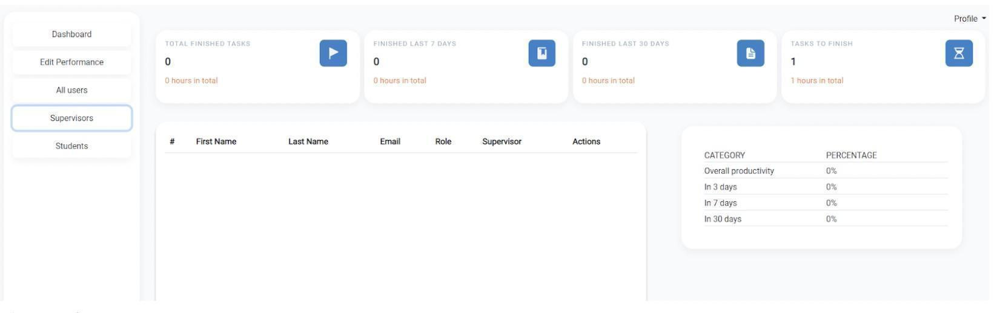 Profile
Dashboard
Edit Performance
All users
Supervisors
Students
TOTAL FINISHED TASKS
0
0 hours in total
FINISHED LAST 7 DAYS
0
0 hours in total
FINISHED LAST 30 DAYS
0
0 hours in total
TASKS TO FINISH
1
1 hours in total
# First Name Last Name Email Role Supervisor Actions
CATEGORY PERCENTAGE
Overall productivity 0%
In 3 days 0%
In 7 days 0%
In 30 days 0%